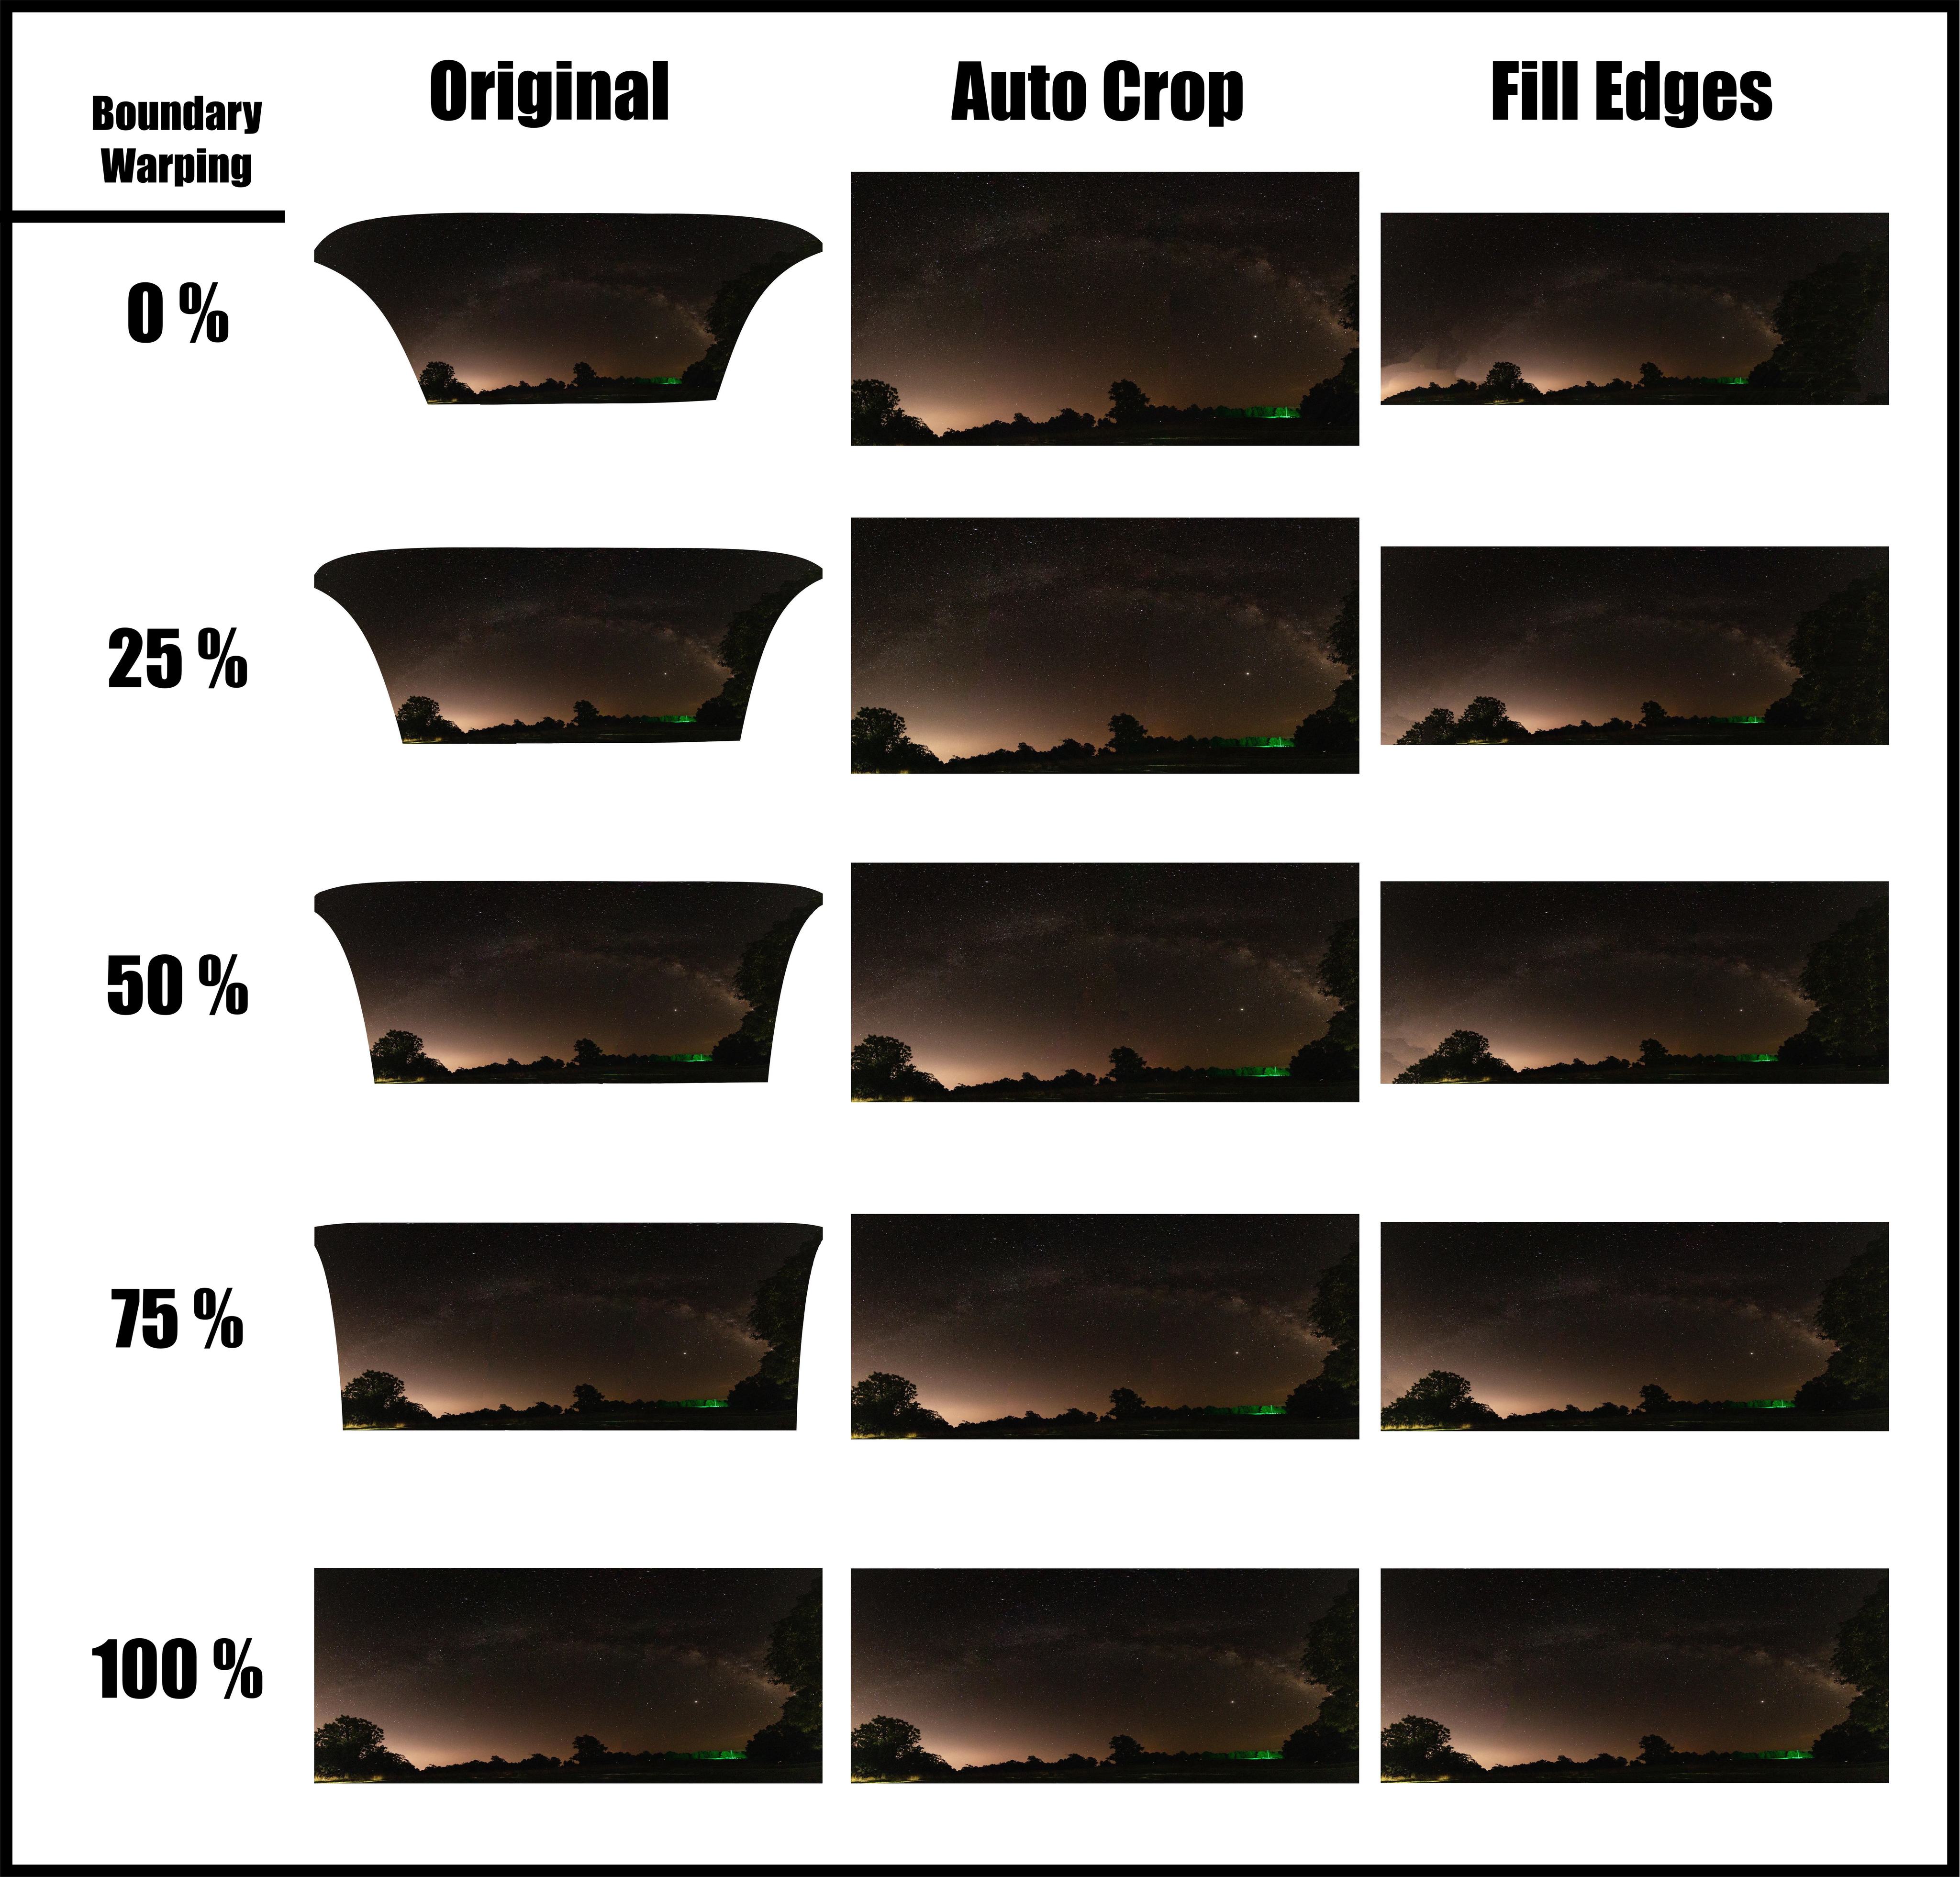 Boundary
Warping
Original
Auto Crop
Fill Edges
0 %
25 %
50 %
75 %
100 %